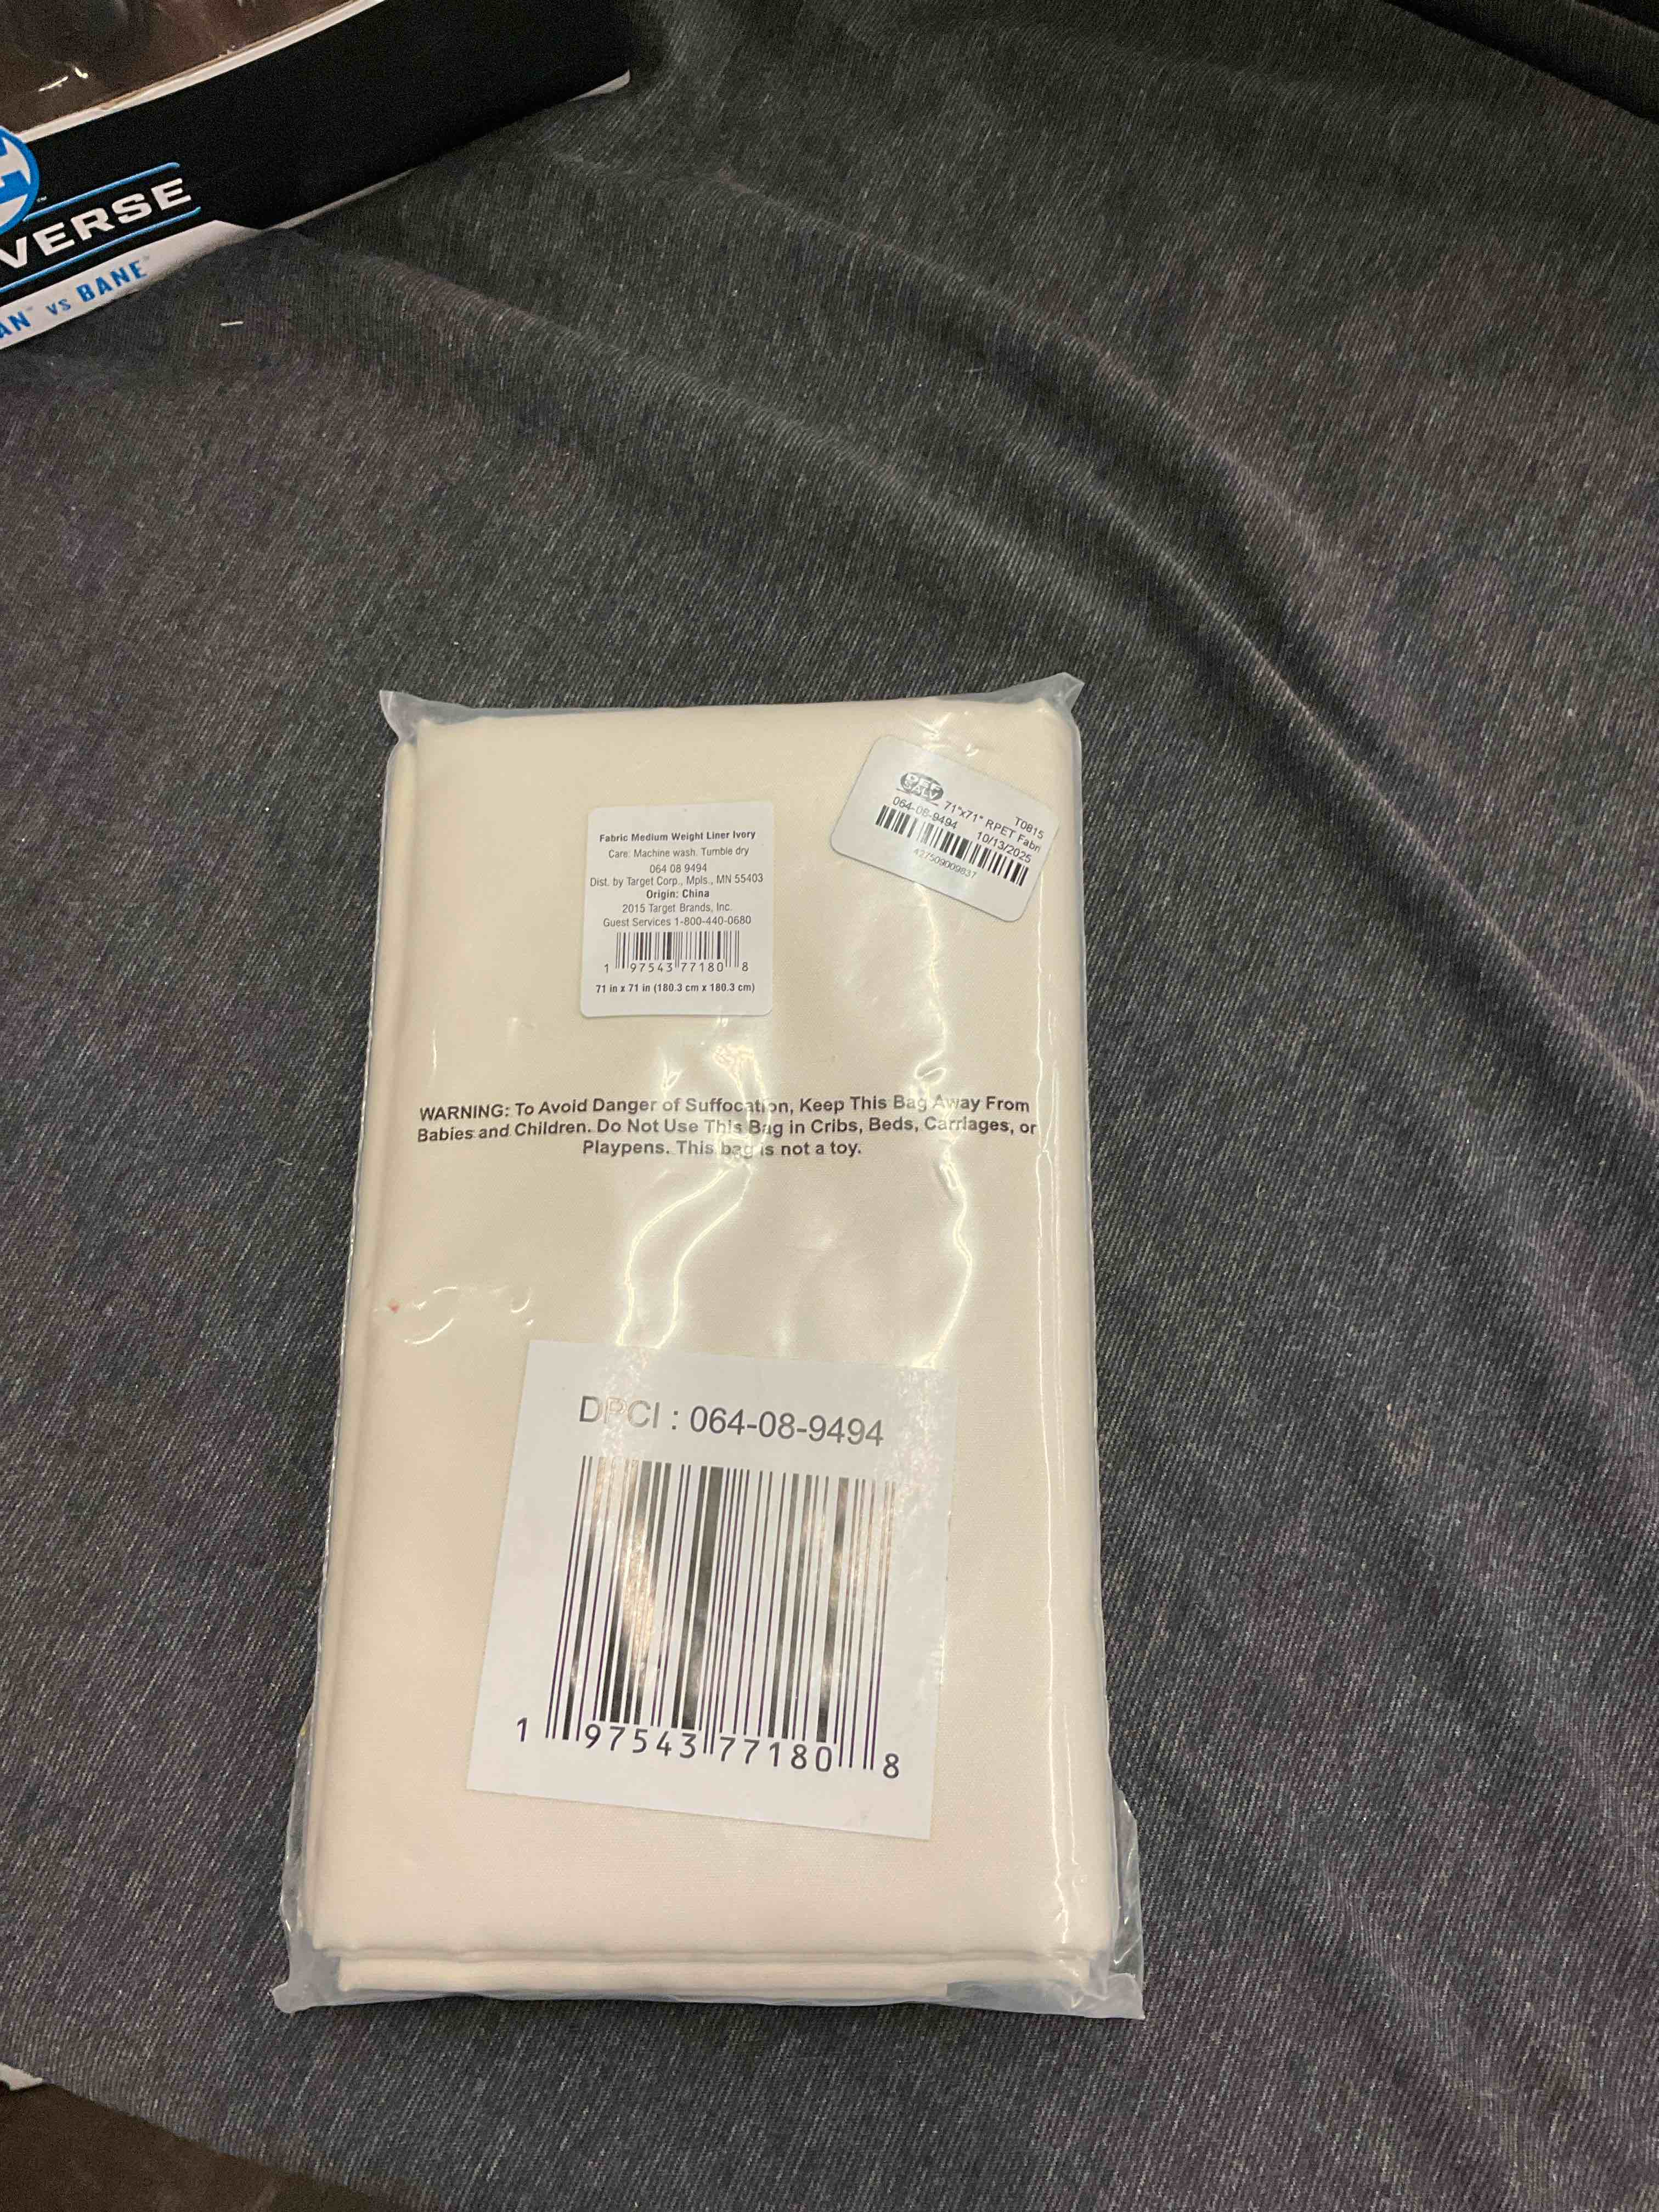 VERSE
AN™ VS BANE™
Fabric Medium Weight Liner Ivory
Care: Machine wash. Tumble dry
064 08 9494
Dist. by Target Corp., Mpls., MN 55403
Origin: China
2015 Target Brands, Inc.
Guest Services 1-800-440-0680
1 97543 77180 8
71 in x 71 in (180.3 cm x 180.3 cm)
T0815
71"x71" RPET Fabri
064-08-9494 10/13/2025
427509009837
WARNING: To Avoid Danger of Suffocation, Keep This Bag Away From
Babies and Children. Do Not Use This Bag in Cribs, Beds, Carriages, or
Playpens. This bag is not a toy.
DPCI : 064-08-9494
1 97543 77180 8